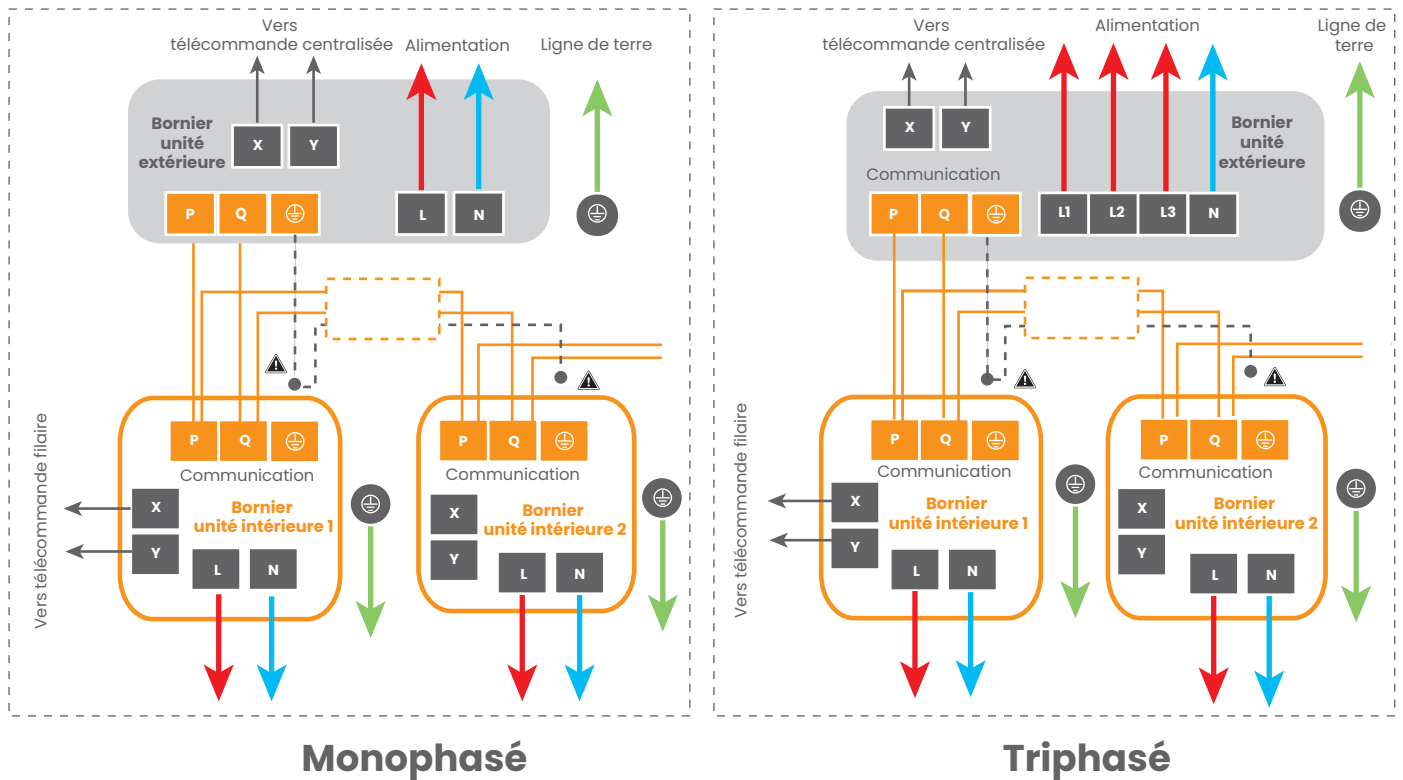 Vers
télécommande centralisée
Alimentation
Ligne de terre
Bornier
unité
extérieure
X
Y
P
Q
L
N
P
Q
Communication
X
Y
Bornier
unité intérieure 1
L
N
Vers télécommande filaire
P
Q
Communication
X
Y
Bornier
unité intérieure 2
L
N
Monophasé
Vers
télécommande centralisée
Alimentation
Ligne de
terre
X
Y
Bornier
unité
extérieure
Communication
P
Q
L1
L2
L3
N
P
Q
Communication
X
Y
Bornier
unité intérieure 1
L
N
Vers télécommande filaire
P
Q
Communication
X
Y
Bornier
unité intérieure 2
L
N
Triphasé